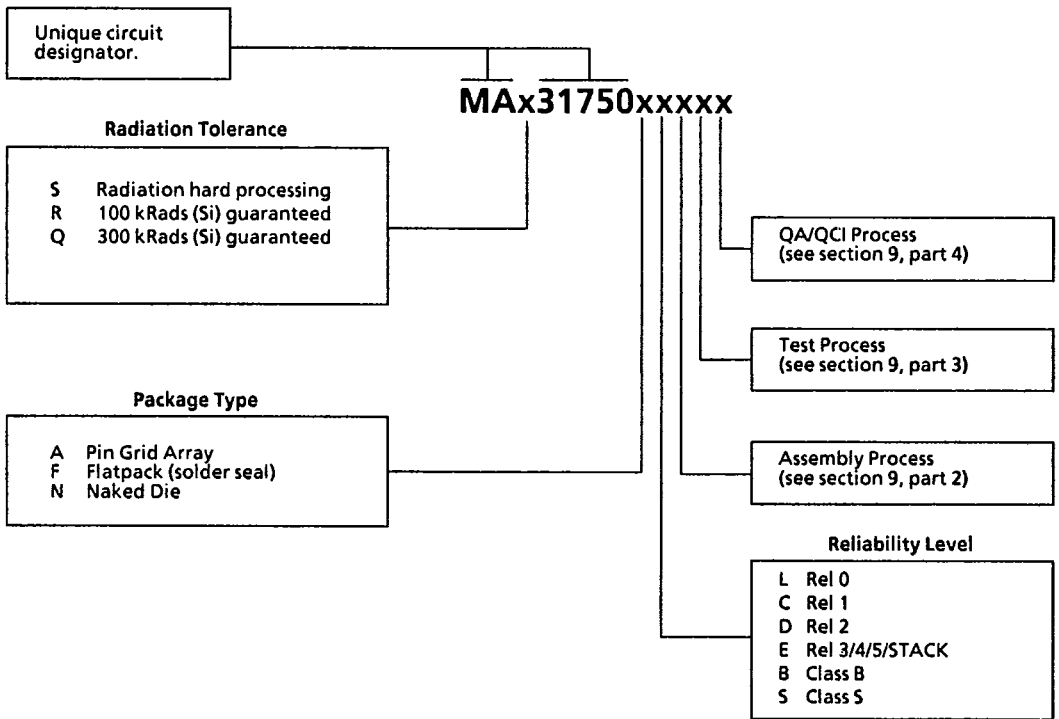 Unique circuit
designator.
MAx31750xxxxx
Radiation Tolerance
S Radiation hard processing
R 100 kRads (Si) guaranteed
Q 300 kRads (Si) guaranteed
Package Type
A Pin Grid Array
F Flatpack (solder seal)
N Naked Die
QA/QCI Process
(see section 9, part 4)
Test Process
(see section 9, part 3)
Assembly Process
(see section 9, part 2)
Reliability Level
L Rel 0
C Rel 1
D Rel 2
E Rel 3/4/5/STACK
B Class B
S Class S